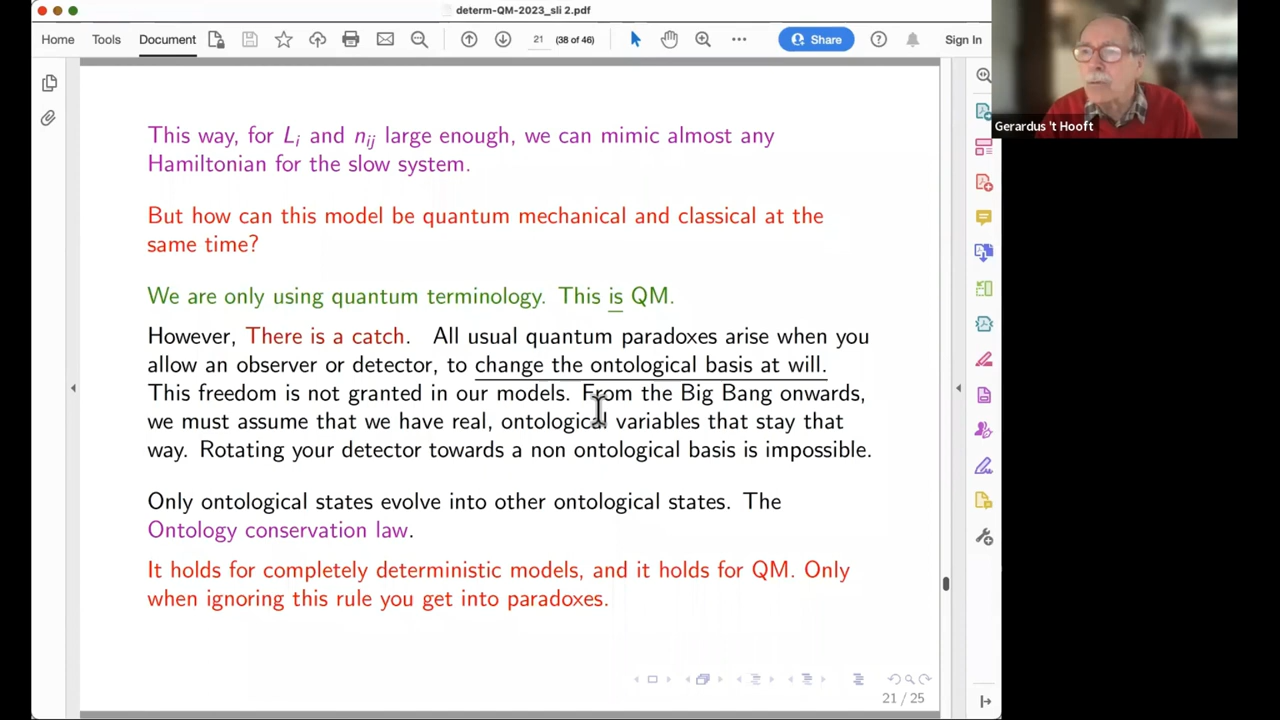 determ-QM-2023_sli 2.pdf
Home Tools Document 21 (38 of 46) Share Sign In
Gerardus 't Hooft
This way, for Li and nij large enough, we can mimic almost any
Hamiltonian for the slow system.
But how can this model be quantum mechanical and classical at the
same time?
We are only using quantum terminology. This is QM.
However, There is a catch. All usual quantum paradoxes arise when you
allow an observer or detector, to change the ontological basis at will.
This freedom is not granted in our models. From the Big Bang onwards,
we must assume that we have real, ontological variables that stay that
way. Rotating your detector towards a non ontological basis is impossible.
Only ontological states evolve into other ontological states. The
Ontology conservation law.
It holds for completely deterministic models, and it holds for QM. Only
when ignoring this rule you get into paradoxes.
21 / 25